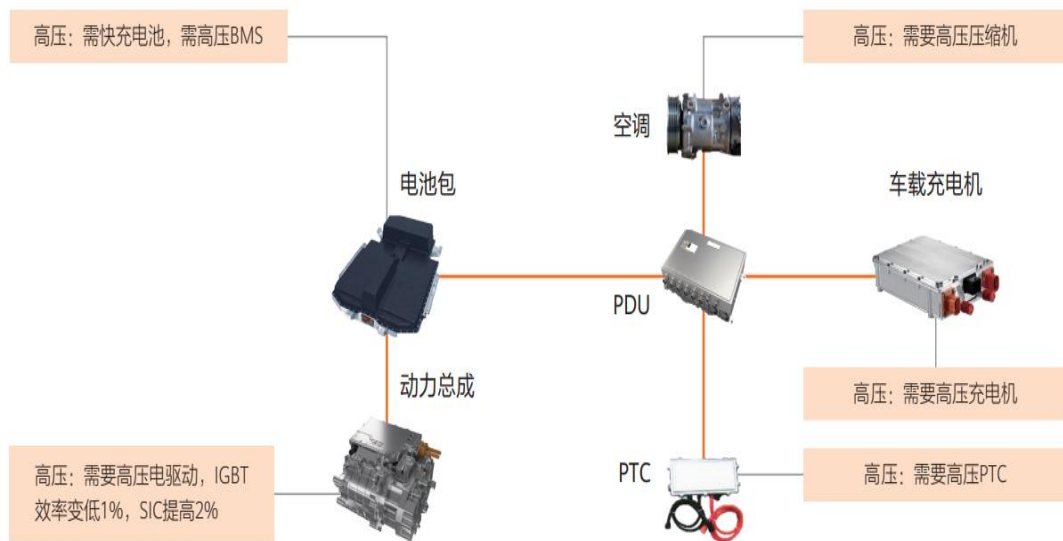 高压：需快充电池，需高压BMS
高压：需要高压压缩机
空调
电池包
车载充电机
PDU
动力总成
高压：需要高压充电机
高压：需要高压电驱动，IGBT
效率变低1%，SIC提高2%
PTC
高压：需要高压PTC